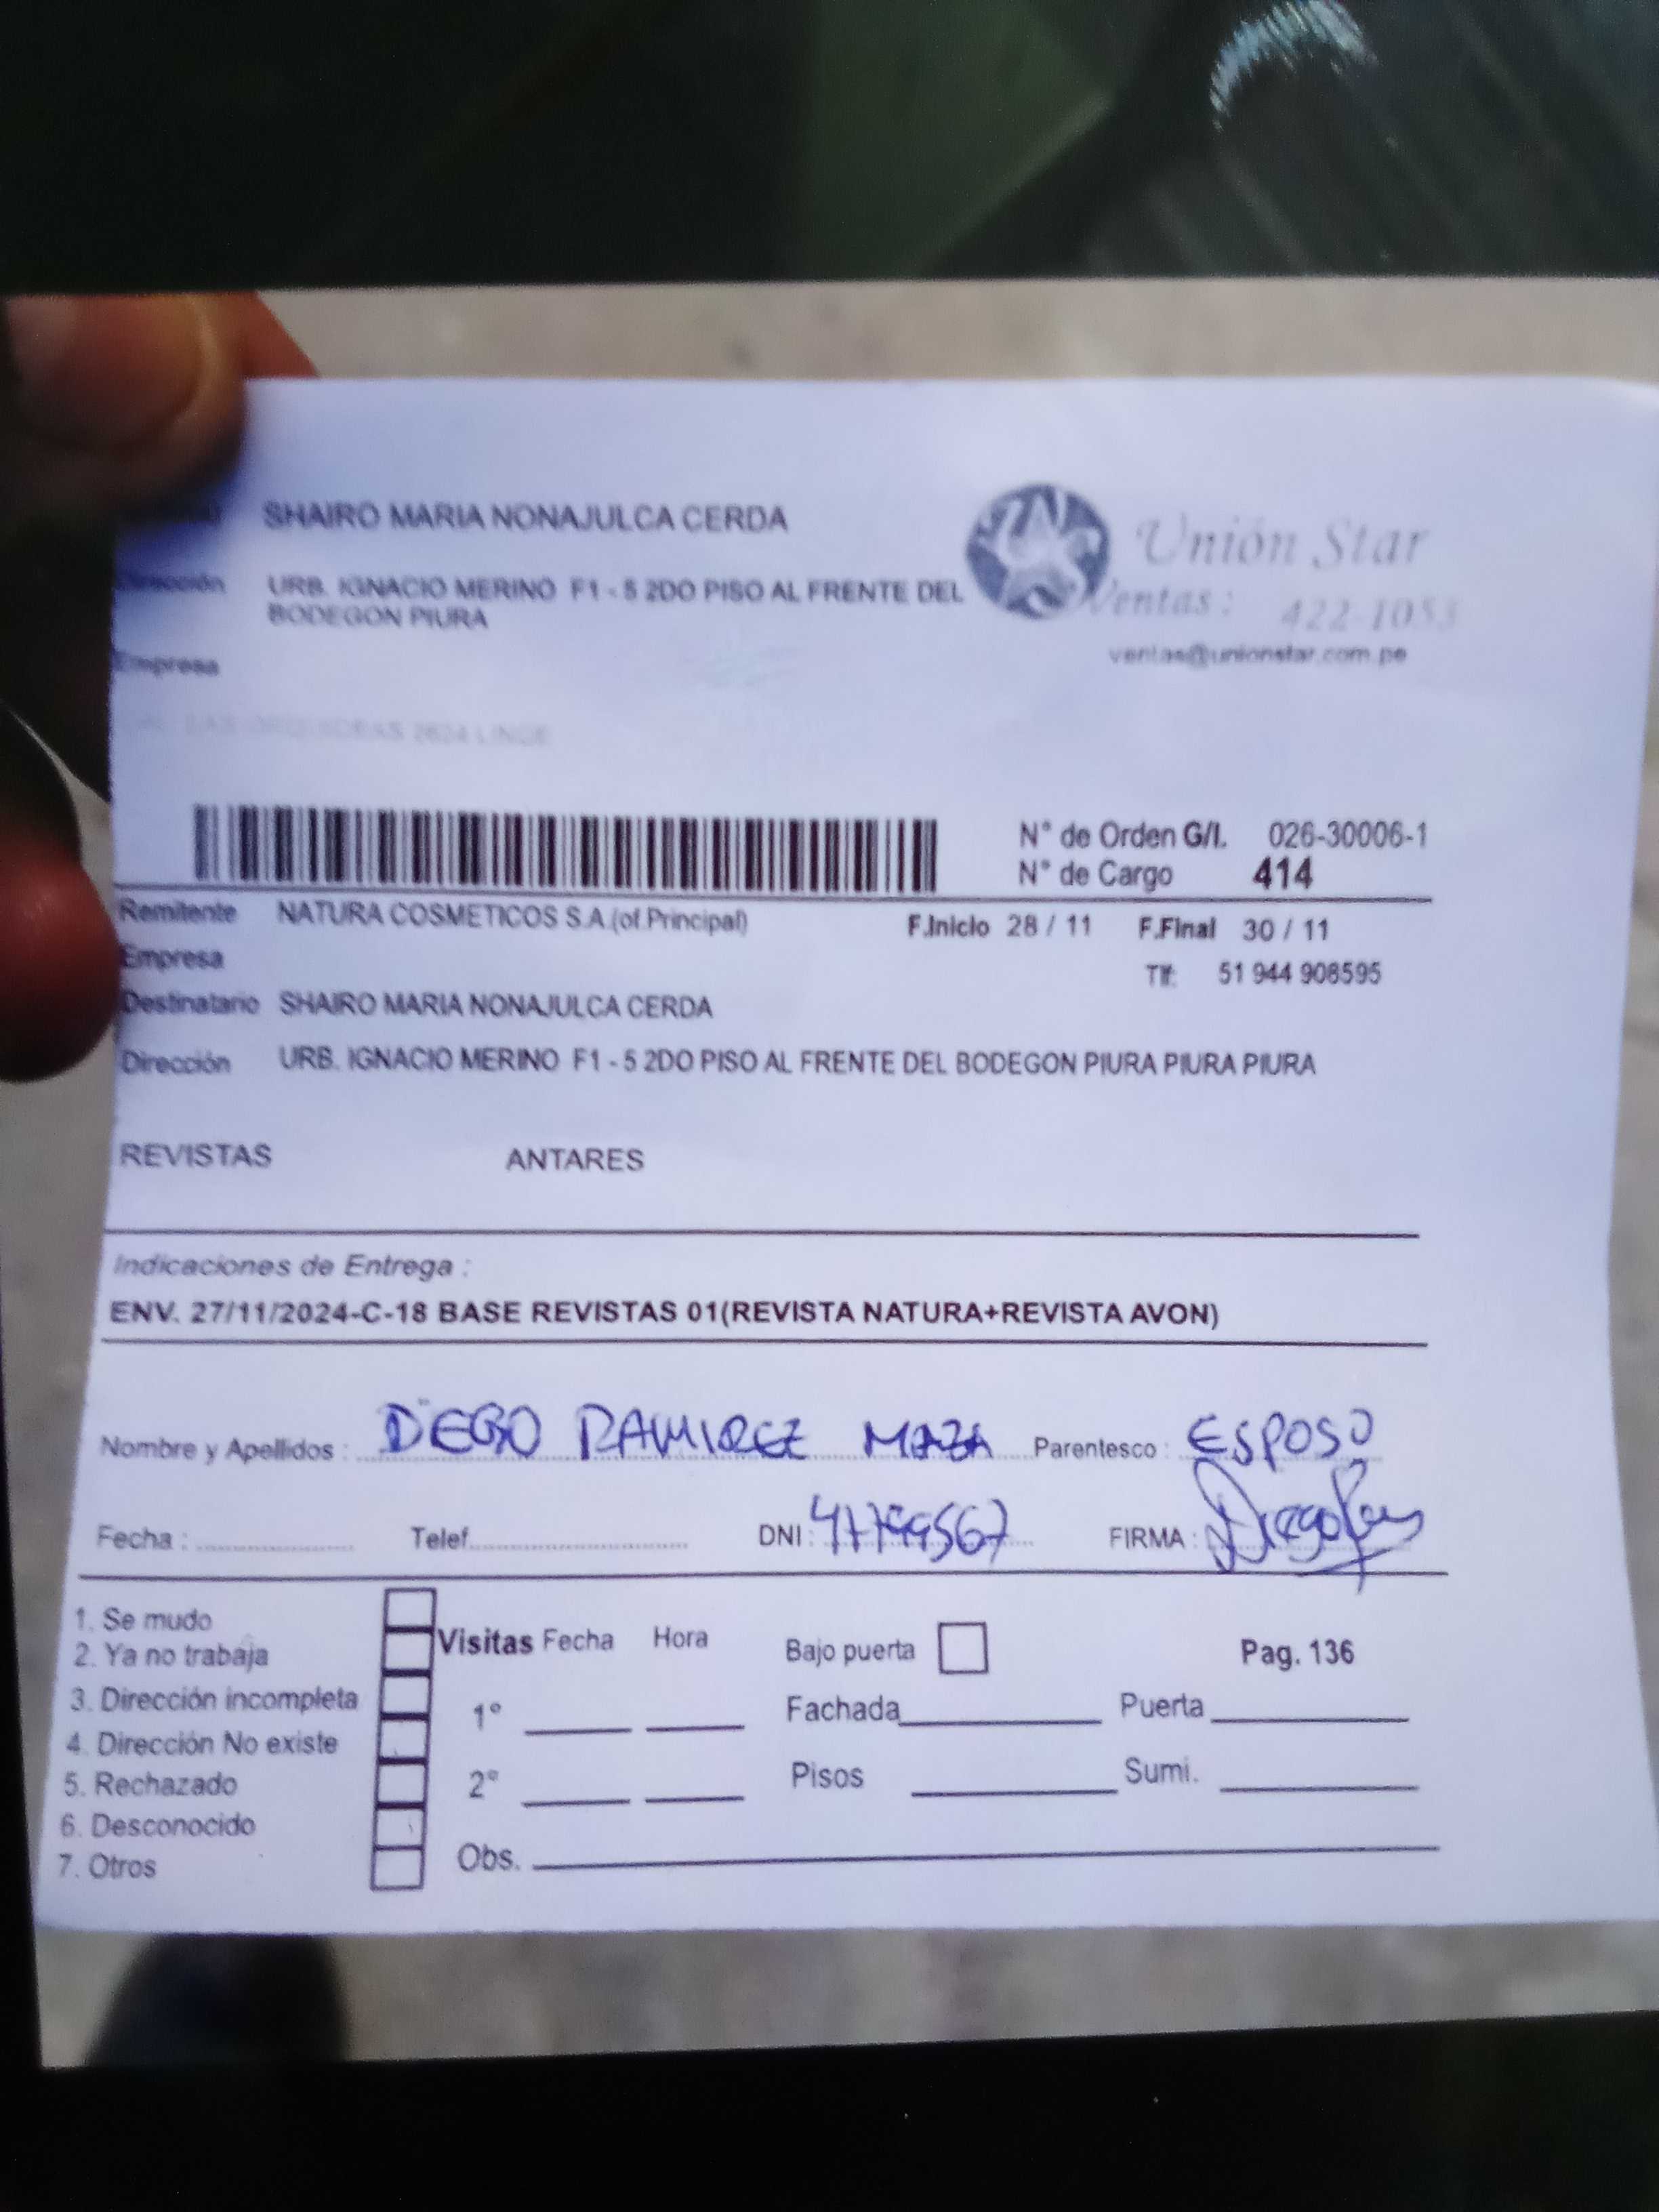 SHAIRO MARIA NONAJULCA CERDA
Unión Star
Dirección URB. IGNACIO MERINO F1 - 5 2DO PISO AL FRENTE DEL
BODEGON PIURA
Ventas: 422-1053
ventas@unionstar.com.pe
Empresa
2624 LINCE
N° de Orden G/I. 026-30006-1
N° de Cargo 414
Remitente NATURA COSMETICOS S.A.(of.Principal) F.Inicio 28 / 11 F.Final 30 / 11
Empresa Tlf: 51 944 908595
Destinatario SHAIRO MARIA NONAJULCA CERDA
Dirección URB. IGNACIO MERINO F1 - 5 2DO PISO AL FRENTE DEL BODEGON PIURA PIURA PIURA
REVISTAS ANTARES
Indicaciones de Entrega :
ENV. 27/11/2024-C-18 BASE REVISTAS 01(REVISTA NATURA+REVISTA AVON)
Nombre y Apellidos : DIEGO RAMIREZ MAZA Parentesco : ESPOSO
Fecha : Telef. DNI : FIRMA :
1. Se mudo
2. Ya no trabaja
3. Dirección incompleta
4. Dirección No existe
5. Rechazado
6. Desconocido
7. Otros
Visitas Fecha Hora Bajo puerta Pag. 136
1° Fachada Puerta
2° Pisos Sumi.
Obs.